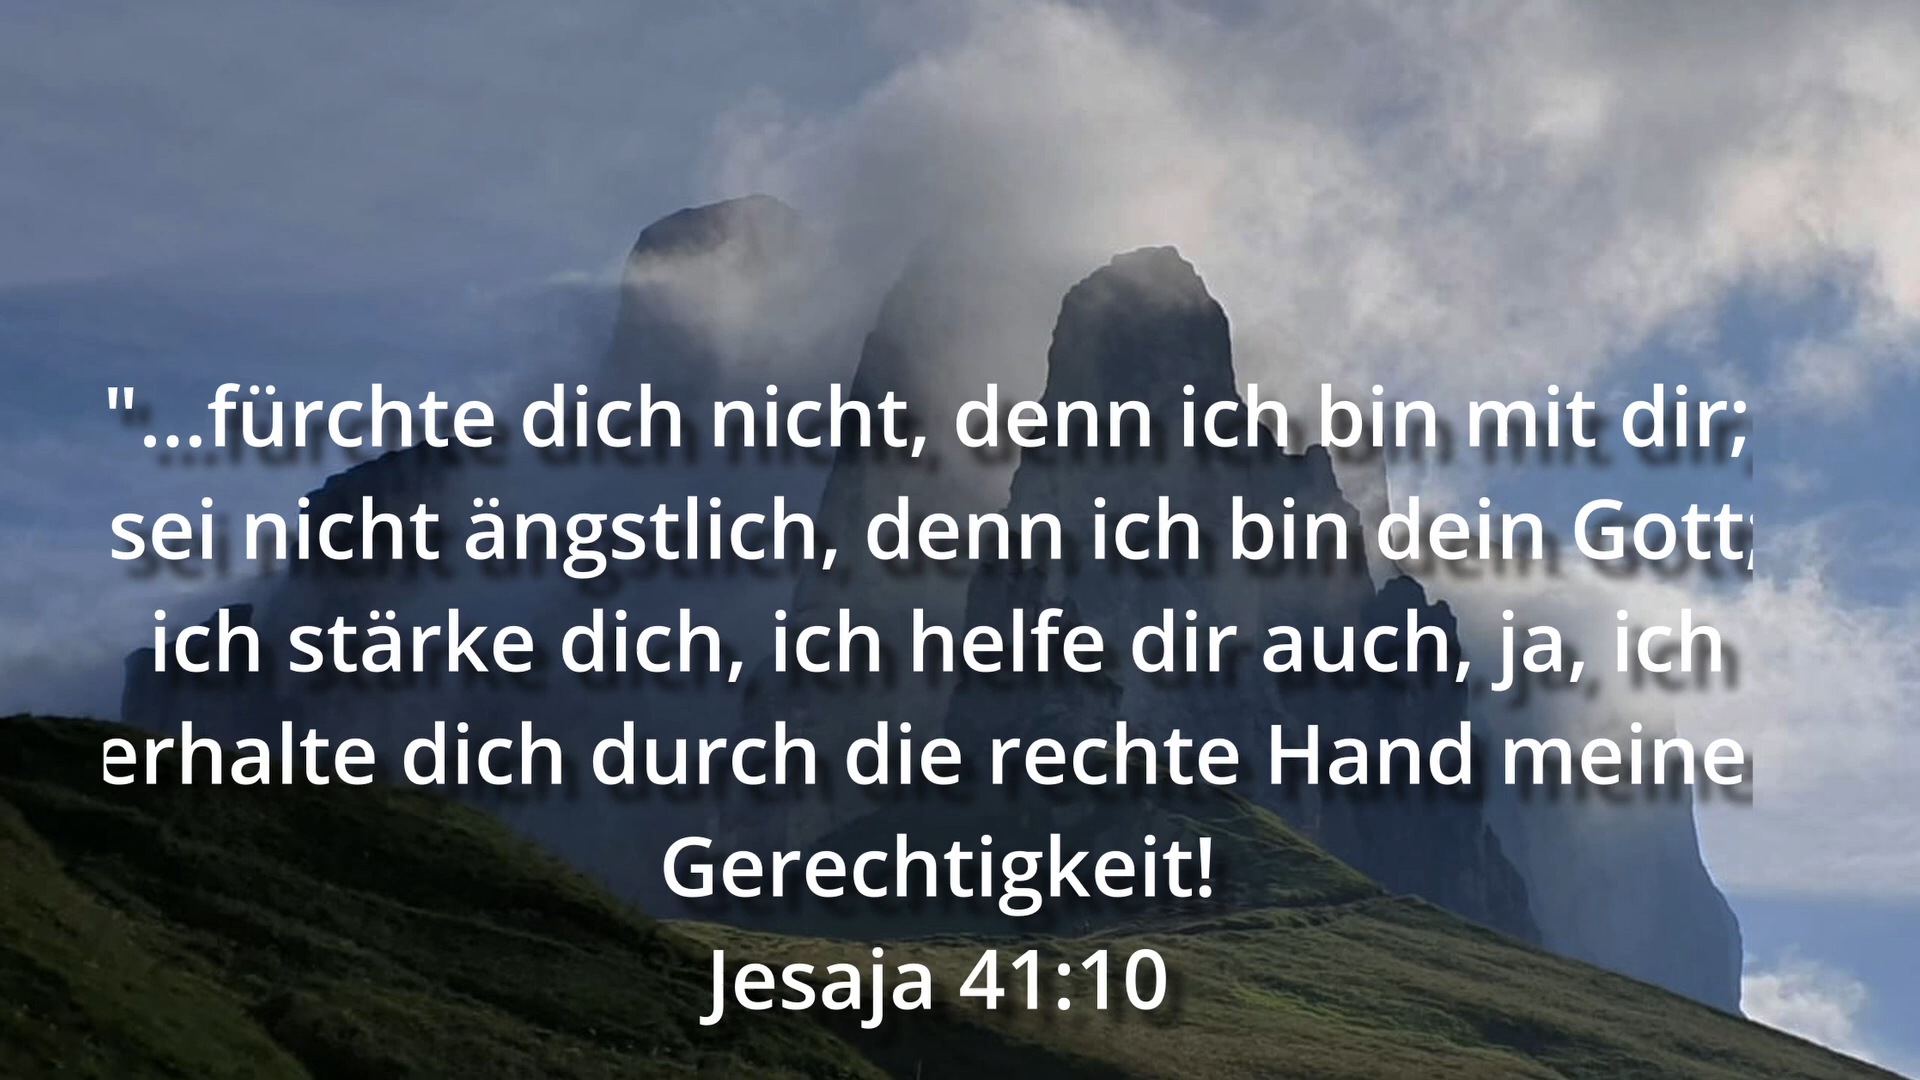 "...fürchte dich nicht, denn ich bin mit dir;
sei nicht ängstlich, denn ich bin dein Gott;
ich stärke dich, ich helfe dir auch, ja, ich
erhalte dich durch die rechte Hand meine
Gerechtigkeit!
Jesaja 41:10